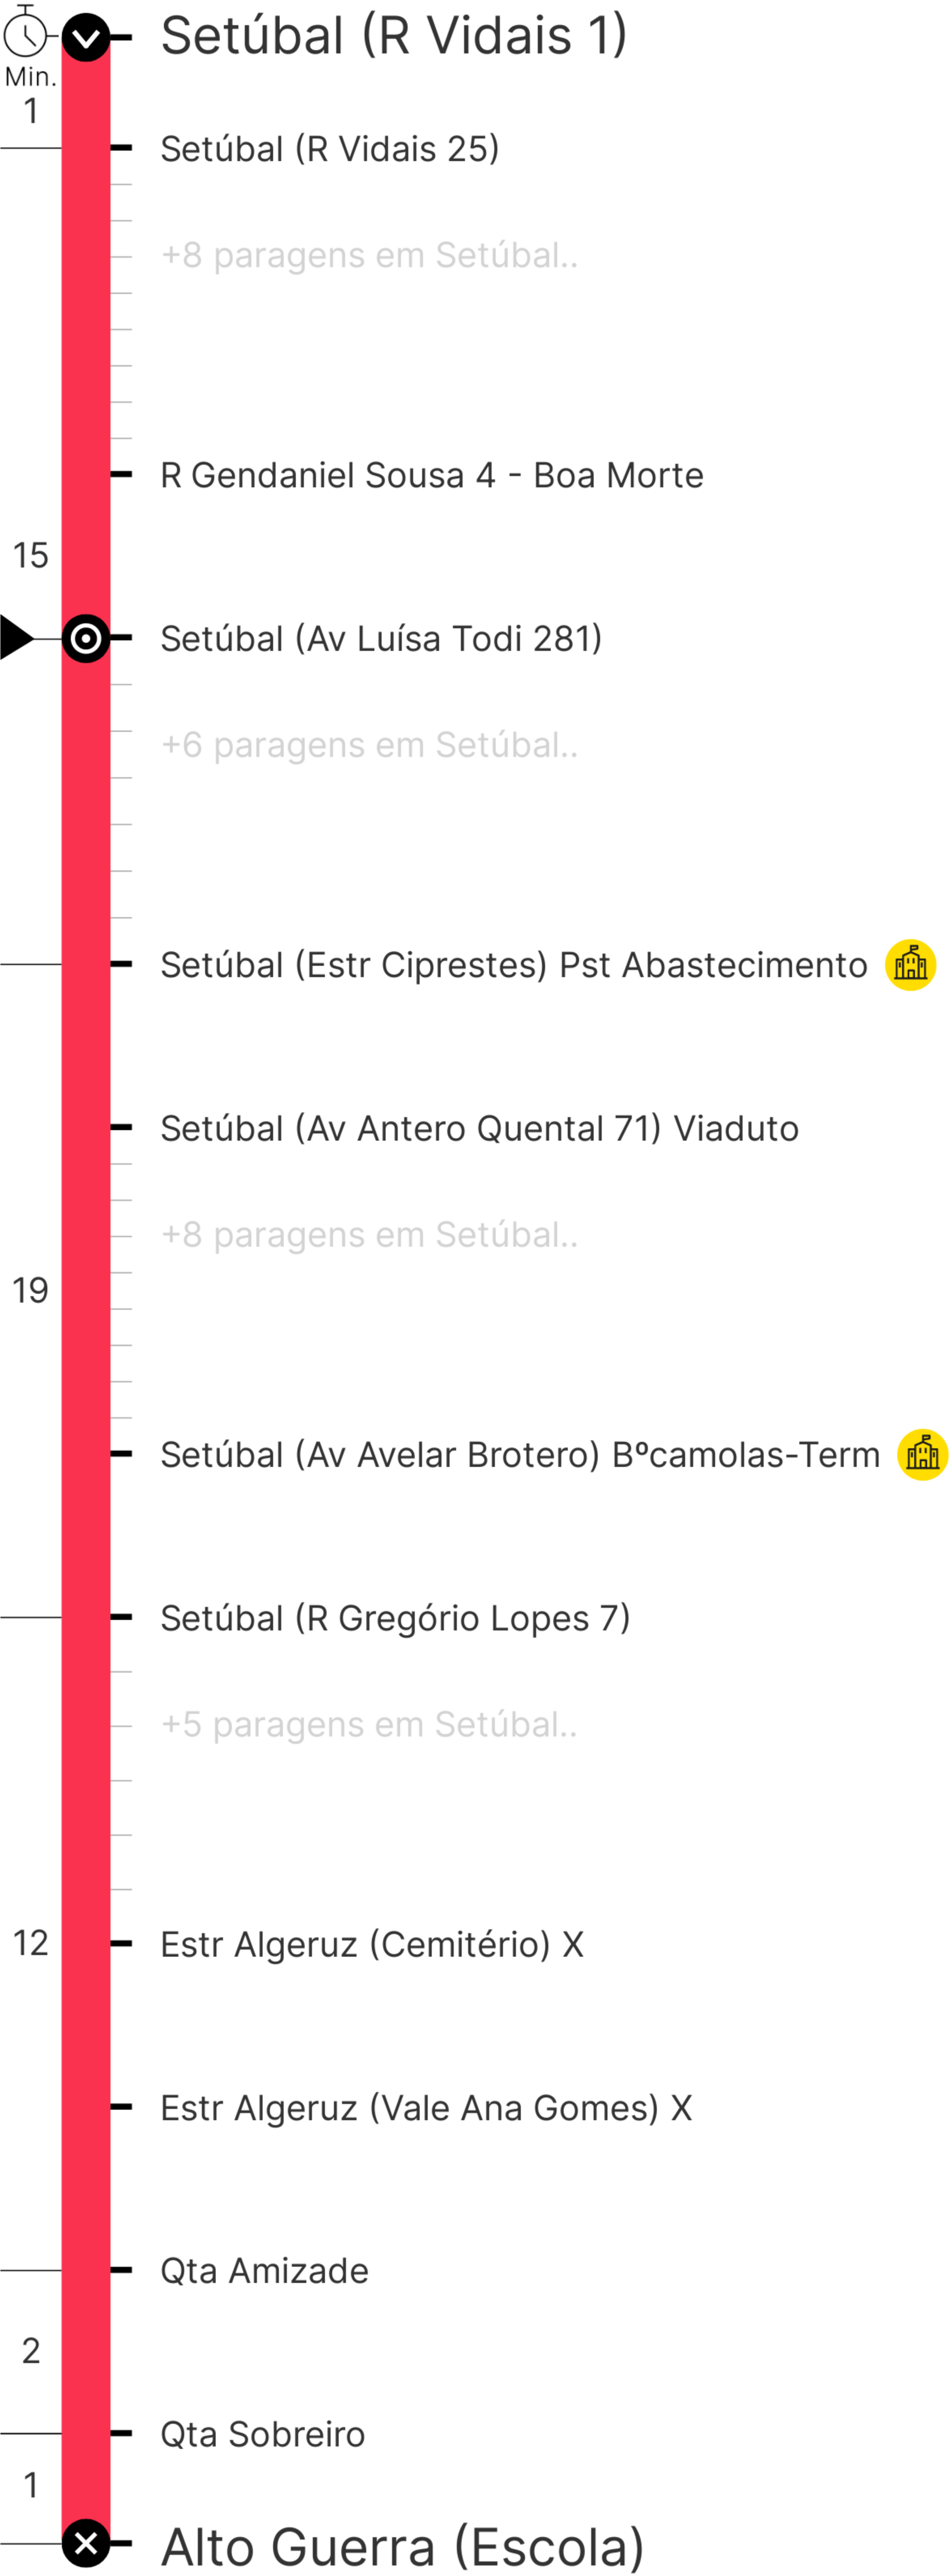 Setúbal (R Vidais 1)
Min.
1
Setúbal (R Vidais 25)
+8 paragens em Setúbal..
R Gendaniel Sousa 4 - Boa Morte
15
Setúbal (Av Luísa Todi 281)
+6 paragens em Setúbal..
Setúbal (Estr Ciprestes) Pst Abastecimento
Setúbal (Av Antero Quental 71) Viaduto
+8 paragens em Setúbal..
19
Setúbal (Av Avelar Brotero) Bºcamolas-Term
Setúbal (R Gregório Lopes 7)
+5 paragens em Setúbal..
12
Estr Algeruz (Cemitério) X
Estr Algeruz (Vale Ana Gomes) X
Qta Amizade
2
Qta Sobreiro
1
Alto Guerra (Escola)